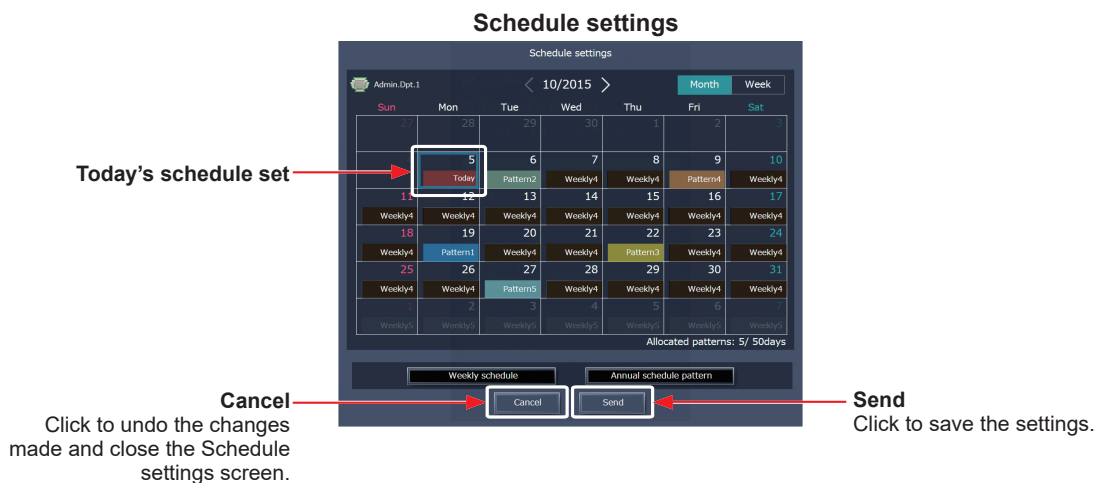 Schedule settings
Schedule settings
Admin.Dpt.1
10/2015
Month Week
Sun Mon Tue Wed Thu Fri Sat
27 28 29 30 1 2 3
5 6 7 8 9 10
Today Pattern2 Weekly4 Weekly4 Pattern4 Weekly4
Today's schedule set
11 12 13 14 15 16 17
Weekly4 Weekly4 Weekly4 Weekly4 Weekly4 Weekly4 Weekly4
18 19 20 21 22 23 24
Weekly4 Pattern1 Weekly4 Weekly4 Pattern3 Weekly4 Weekly4
25 26 27 28 29 30 31
Weekly4 Weekly4 Pattern5 Weekly4 Weekly4 Weekly4 Weekly4
1 2 3 4 5 6 7
Weekly5 Weekly5 Weekly5 Weekly5 Weekly5 Weekly5 Weekly5
Allocated patterns: 5/ 50days
Weekly schedule Annual schedule pattern
Cancel Send
Cancel
Click to undo the changes
made and close the Schedule
settings screen.
Send
Click to save the settings.